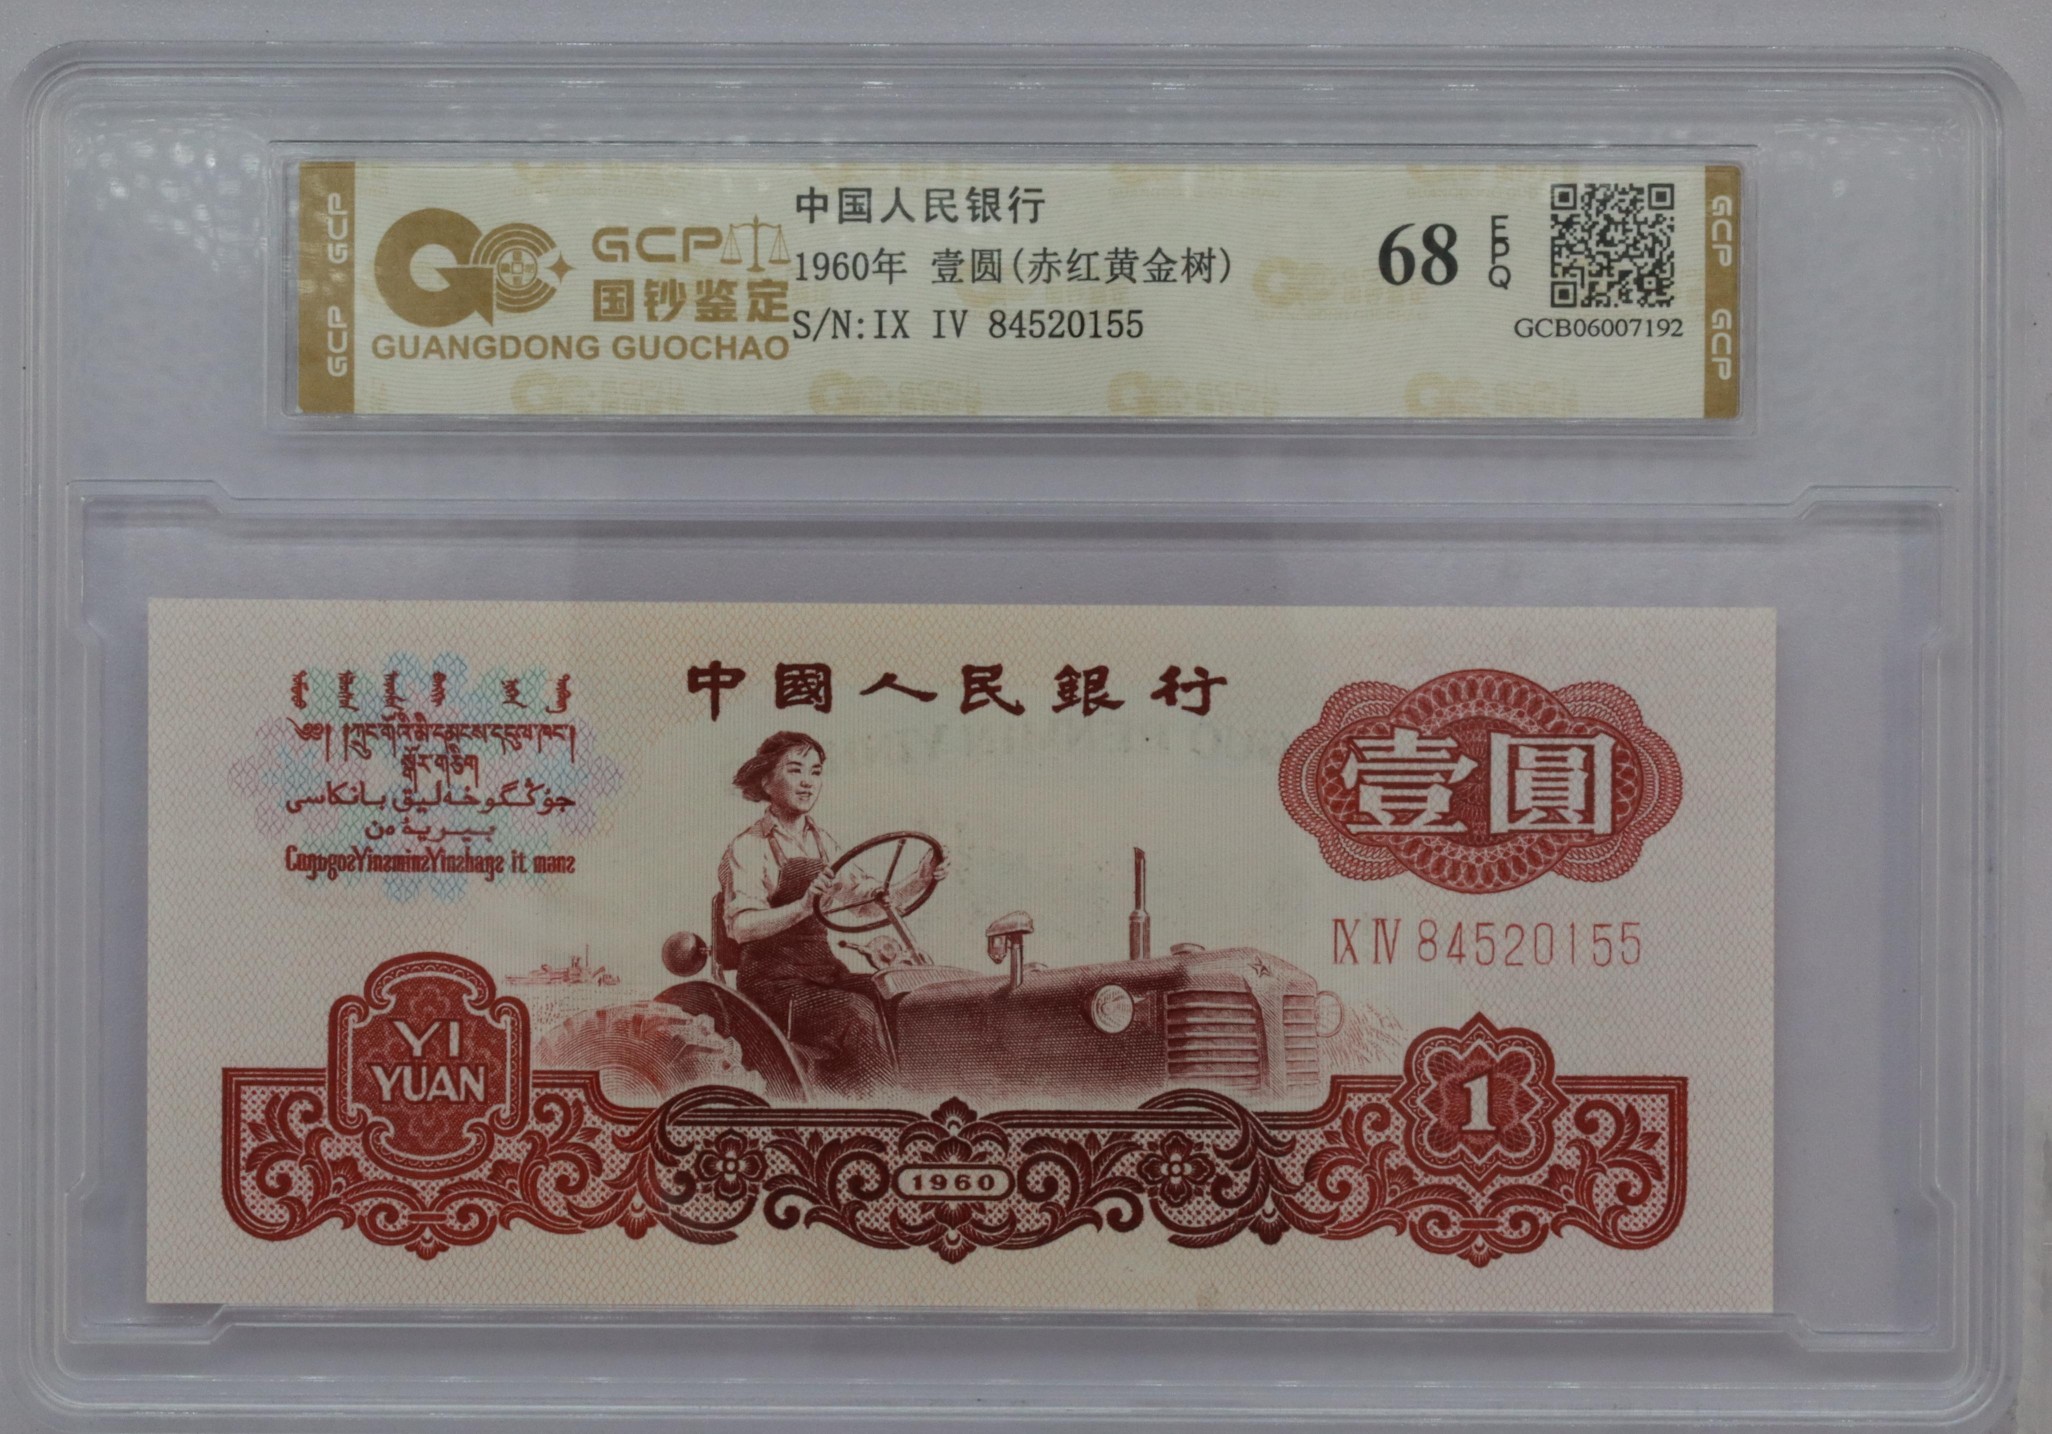 GCP GCP
GCP
国钞鉴定
GUANGDONG GUOCHAO
中国人民银行
1960年 壹圆(赤红黄金树)
S/N:IX IV 84520155
68 EPQ
GCB06007192
GCP GCP
中國人民銀行
壹圓
IX IV 84520155
YI
YUAN
1960
1